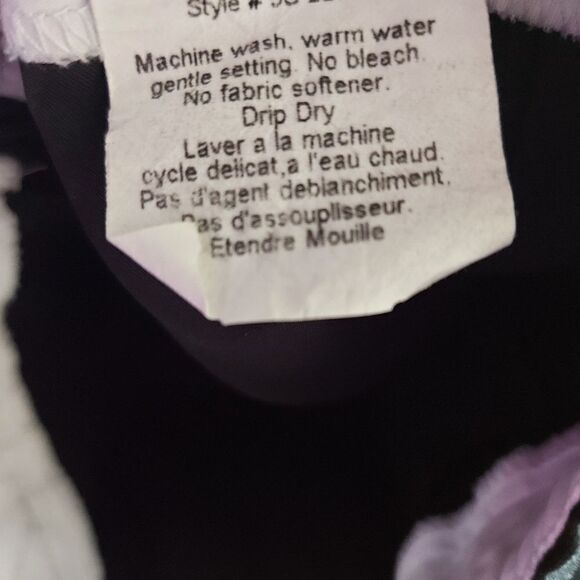 Style #
Machine wash, warm water
gentle setting. No bleach.
No fabric softener.
Drip Dry
Laver a la machine
cycle delicat,a l'eau chaud.
Pas d'agent deblanchiment.
Pas d'assouplisseur.
Etendre Mouille